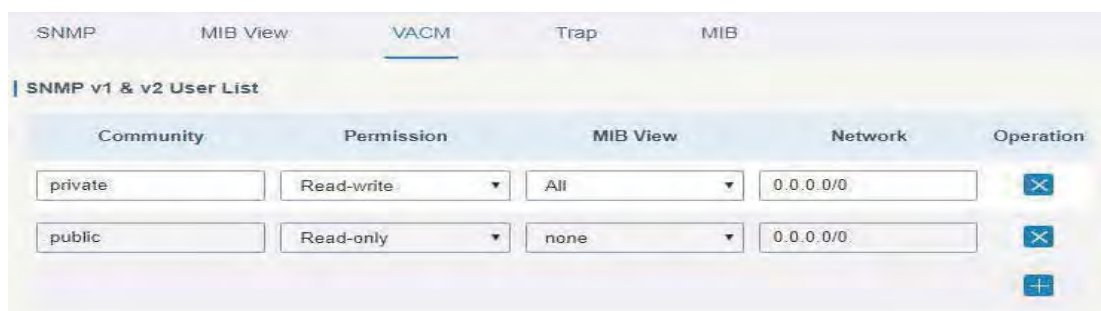 SNMP MIB View VACM Trap MIB
SNMP v1 & v2 User List
Community Permission MIB View Network Operation
private Read-write All 0.0.0.0/0
public Read-only none 0.0.0.0/0